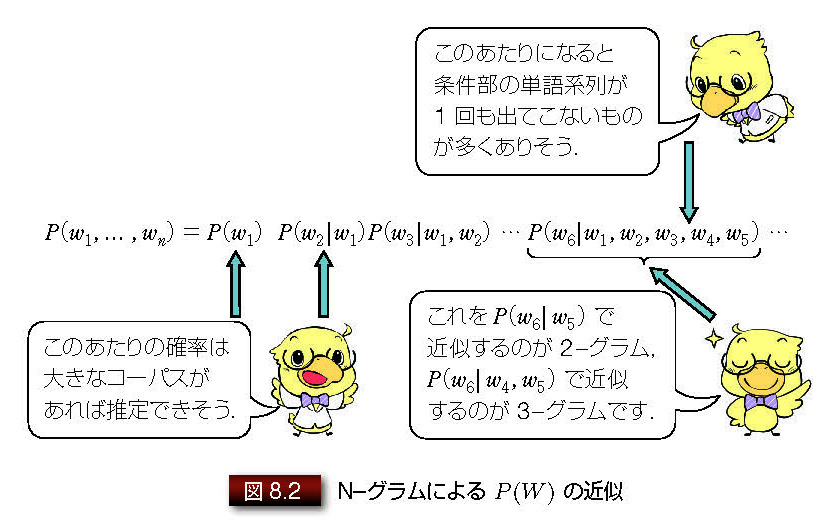 このあたりになると
条件部の単語系列が
1 回も出てこないもの
が多くありそう.
P(w₁, ... , wₙ) = P(w₁) P(w₂|w₁)P(w₃|w₁, w₂) … P(w₆|w₁, w₂, w₃, w₄, w₅) …
このあたりの確率は
大きなコーパスが
あれば推定できそう.
これを P(w₆| w₅) で
近似するのが 2-グラム,
P(w₆| w₄, w₅) で近似
するのが 3-グラムです.
図 8.2 N-グラムによる P(W) の近似